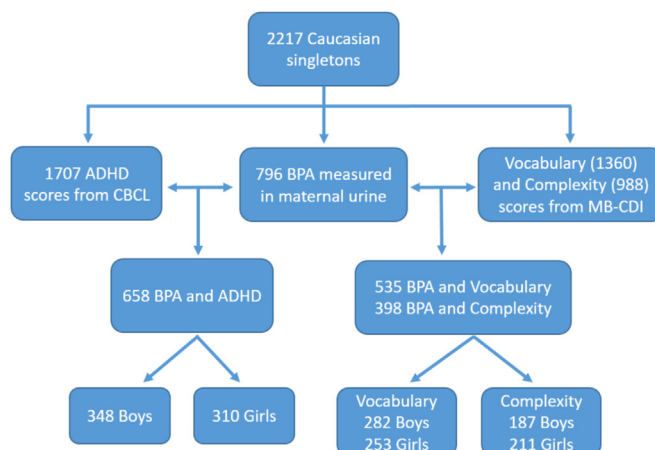 2217 Caucasian
singletons
1707 ADHD
scores from CBCL
796 BPA measured
in maternal urine
Vocabulary (1360)
and Complexity (988)
scores from MB-CDI
658 BPA and ADHD
535 BPA and Vocabulary
398 BPA and Complexity
348 Boys
310 Girls
Vocabulary
282 Boys
253 Girls
Complexity
187 Boys
211 Girls